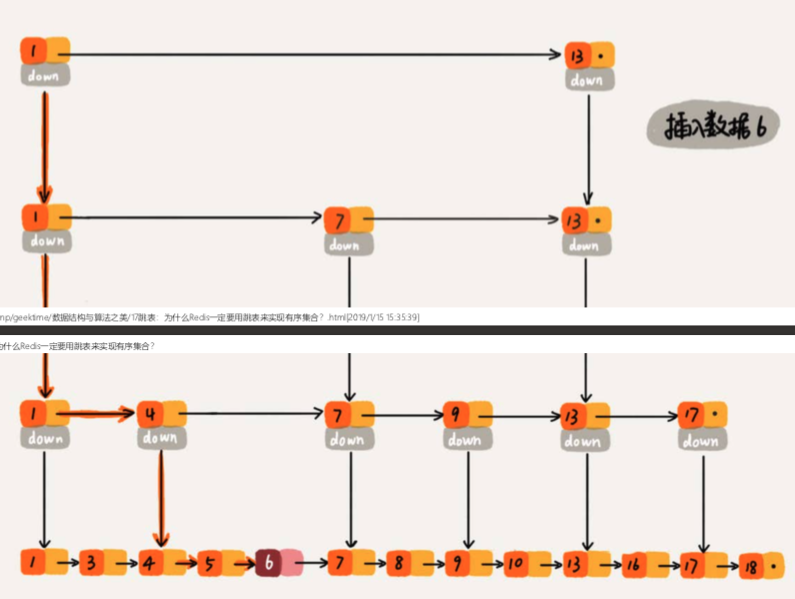 1 13
down down
插入数据6
1 7 13
down down down
mp/geektime/数据结构与算法之美/17跳表:为什么Redis一定要用跳表来实现有序集合?.html[2019/1/15 15:35:39]
为什么Redis一定要用跳表来实现有序集合?
1 4 7 9 13 17
down down down down down down
1 3 4 5 6 7 8 9 10 13 16 17 18